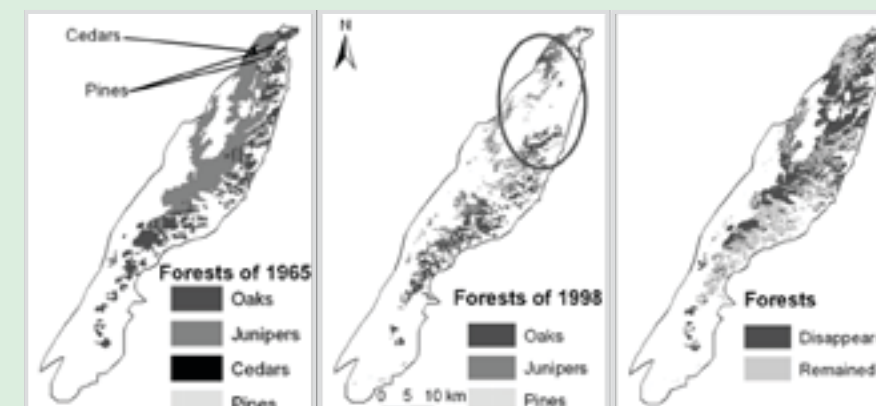 Cedars
Pines
Forests of 1965
Oaks
Junipers
Cedars
Pines
N
Forests of 1998
Oaks
Junipers
Pines
0 5 10 km
Forests
Disappear
Remained